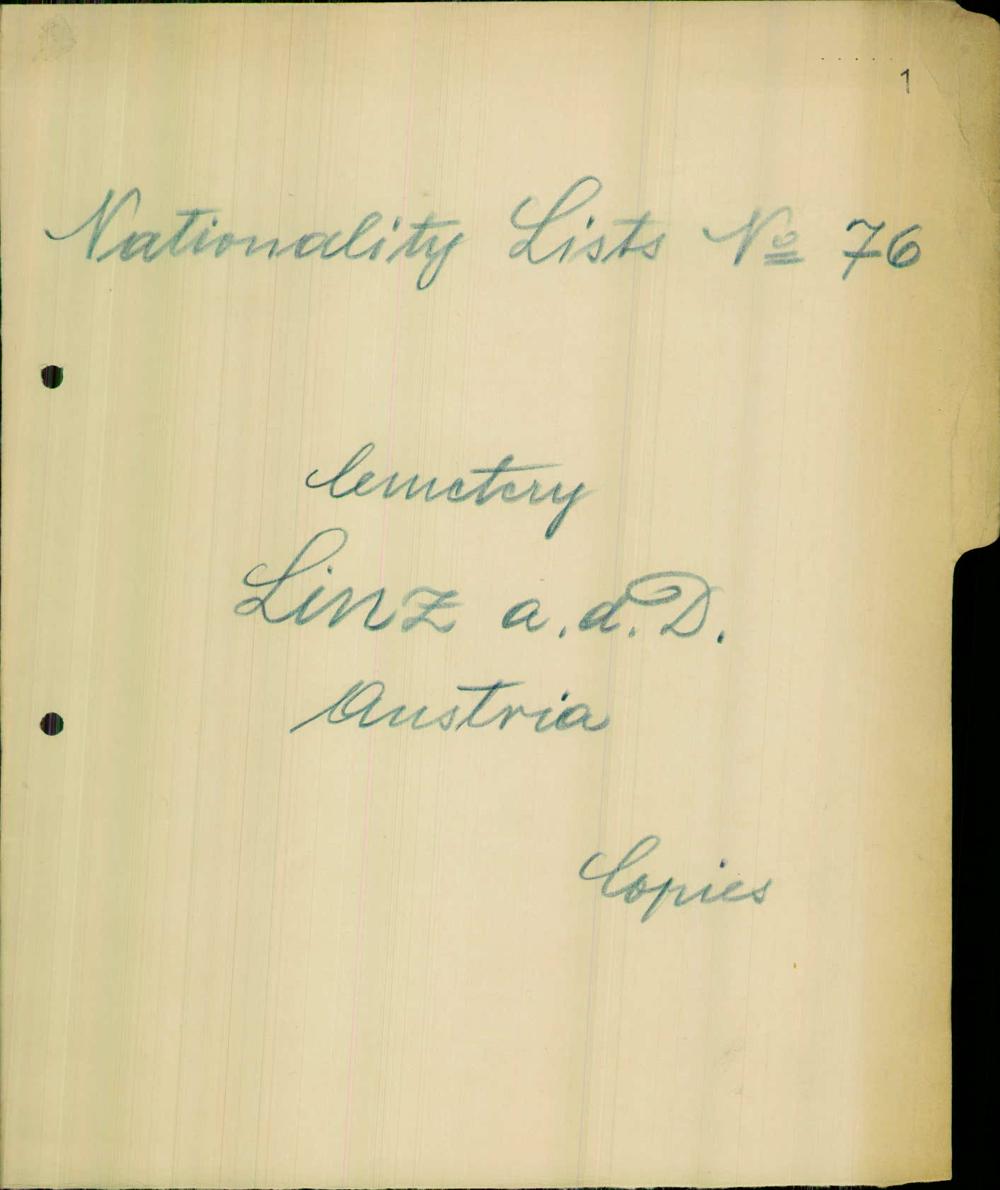 1
Nationality Lists Nº 76
Cemetery
Linz a.d.D.
Austria
Copies